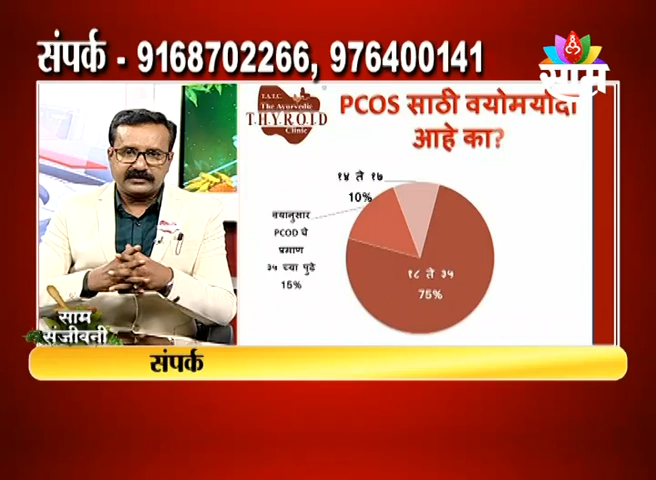 संपर्क - 9168702266, 976400141
साम
T.A.T.C.
The Ayurvedic
T.H.Y.R.O.I.D
Clinic
PCOS साठी वयोमर्यादा
आहे का?
१४ ते १७
10%
वयानुसार
PCOD चे
प्रमाण
३५ च्या पुढे
15%
१८ ते ३५
75%
साम
संजीवनी
संपर्क